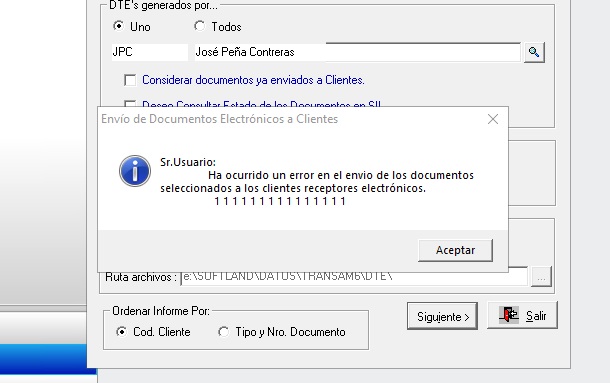 DTE's generados por...
Uno
Todos
JPC
José Peña Contreras
Considerar documentos ya enviados a Clientes.
Deseo Consultar Estado de los Documentos en SII
Envío de Documentos Electrónicos a Clientes
Sr.Usuario:
Ha ocurrido un error en el envio de los documentos
seleccionados a los clientes receptores electrónicos.
1 1 1 1 1 1 1 1 1 1 1 1 1 1 1
Aceptar
Ruta archivos : e:\SOFTLAND\DATOS\TRANSAM6\DTE\
...
Ordenar Informe Por:
Cod. Cliente
Tipo y Nro. Documento
Siguiente >
Salir